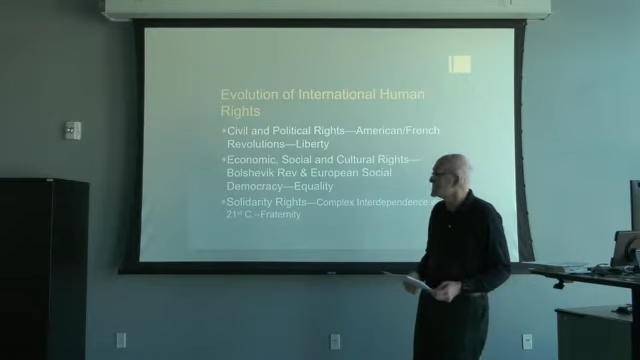 Evolution of International Human
Rights
Civil and Political Rights—American/French
Revolutions—Liberty
Economic, Social and Cultural Rights—
Bolshevik Rev & European Social
Democracy—Equality
Solidarity Rights—Complex Interdependence
21st C.–Fraternity